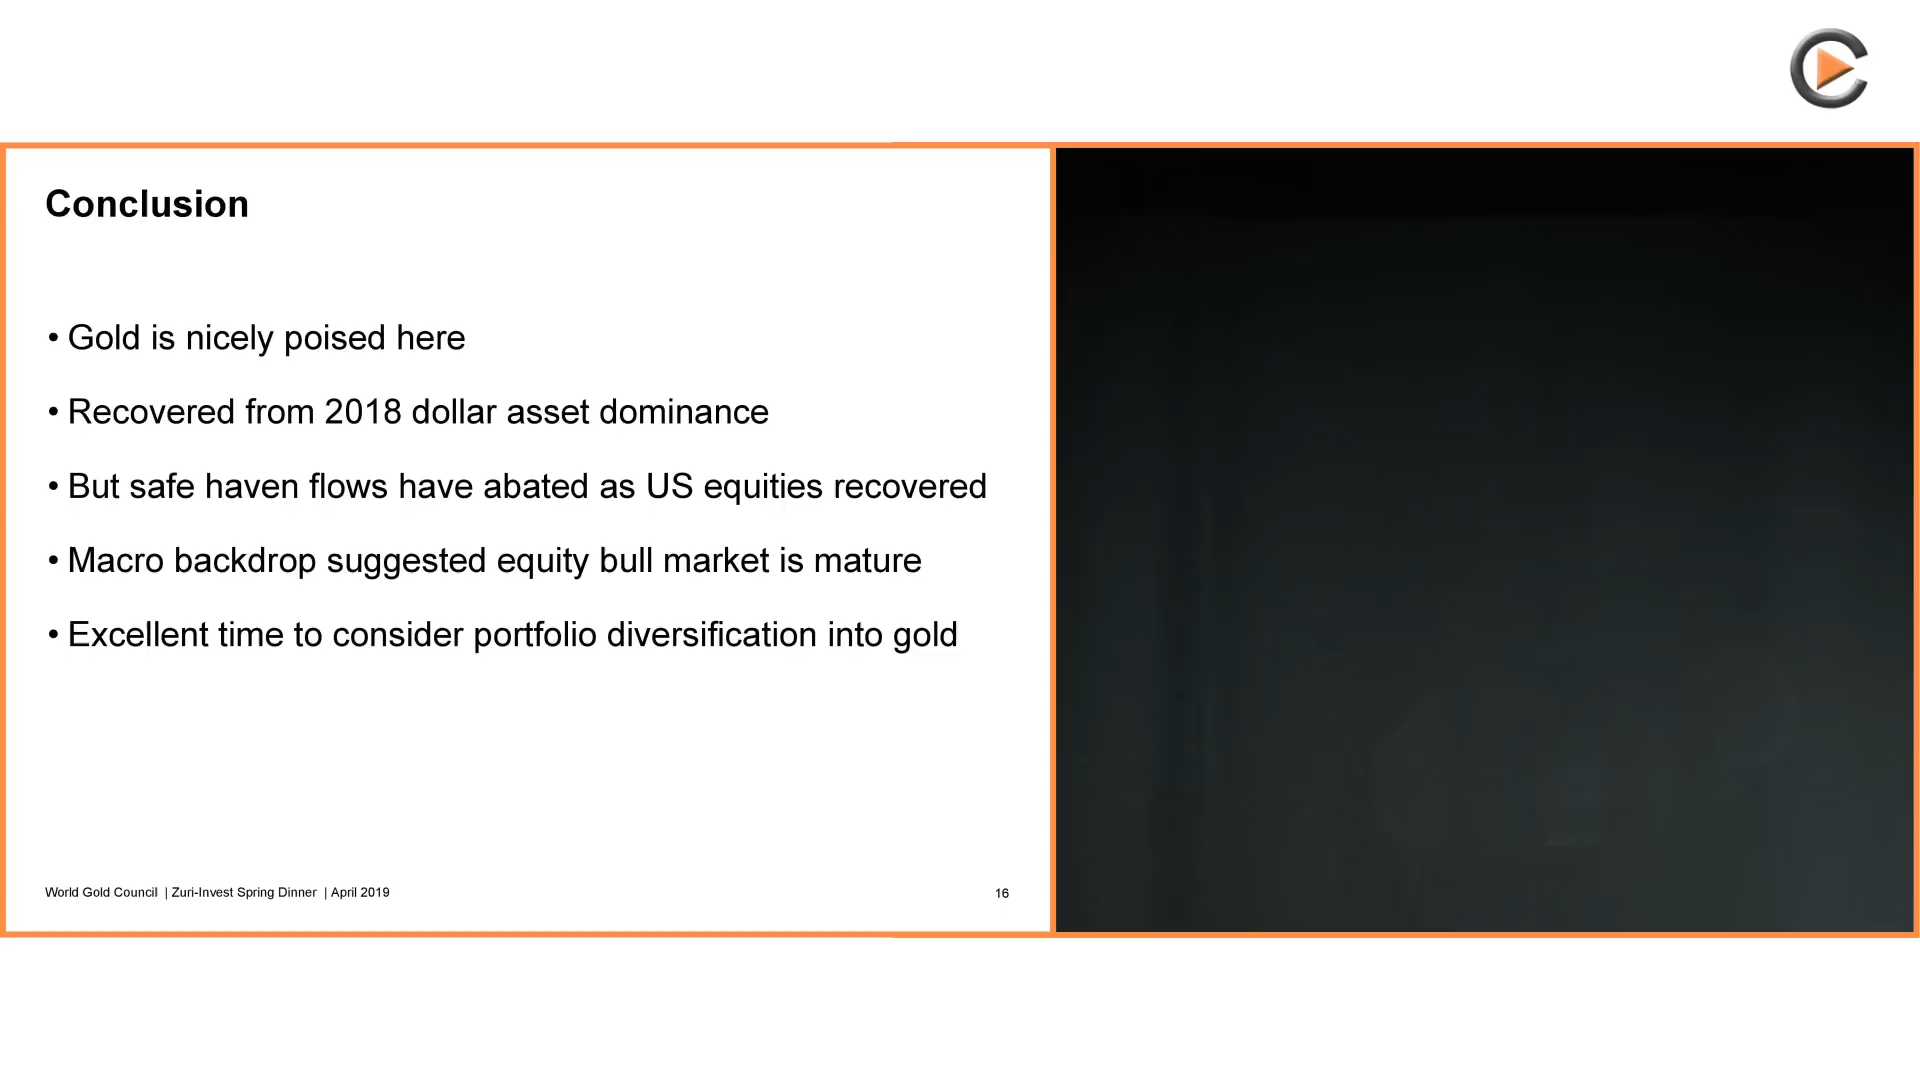 Conclusion
• Gold is nicely poised here
• Recovered from 2018 dollar asset dominance
• But safe haven flows have abated as US equities recovered
• Macro backdrop suggested equity bull market is mature
• Excellent time to consider portfolio diversification into gold
World Gold Council | Zuri-Invest Spring Dinner | April 2019
16